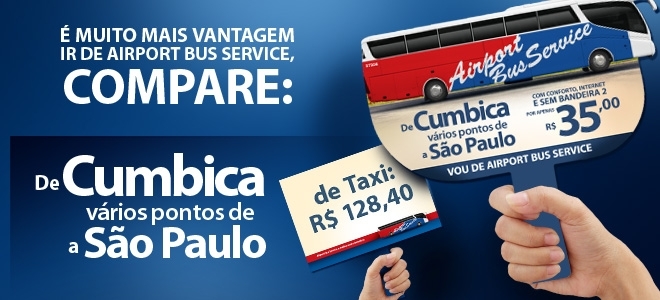 É MUITO MAIS VANTAGEM
IR DE AIRPORT BUS SERVICE,
COMPARE:
De Cumbica
vários pontos de
a São Paulo
de Taxi:
R$ 128,40
Airport
Bus Service
De Cumbica
vários pontos de
a São Paulo
COM CONFORTO, INTERNET
E SEM BANDEIRA 2
POR APENAS
R$ 35,00
VOU DE AIRPORT BUS SERVICE